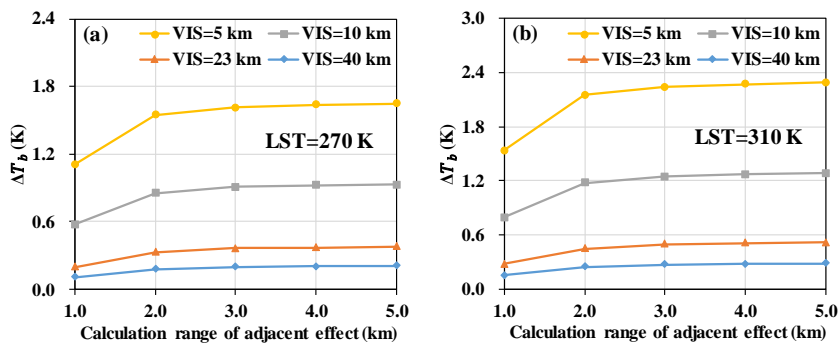 (a)
VIS=5 km
VIS=10 km
VIS=23 km
VIS=40 km
LST=270 K
ΔT_b (K)
2.4
1.8
1.2
0.6
0.0
1.0 2.0 3.0 4.0 5.0
Calculation range of adjacent effect (km)
(b)
VIS=5 km
VIS=10 km
VIS=23 km
VIS=40 km
LST=310 K
ΔT_b (K)
3.0
2.4
1.8
1.2
0.6
0.0
1.0 2.0 3.0 4.0 5.0
Calculation range of adjacent effect (km)